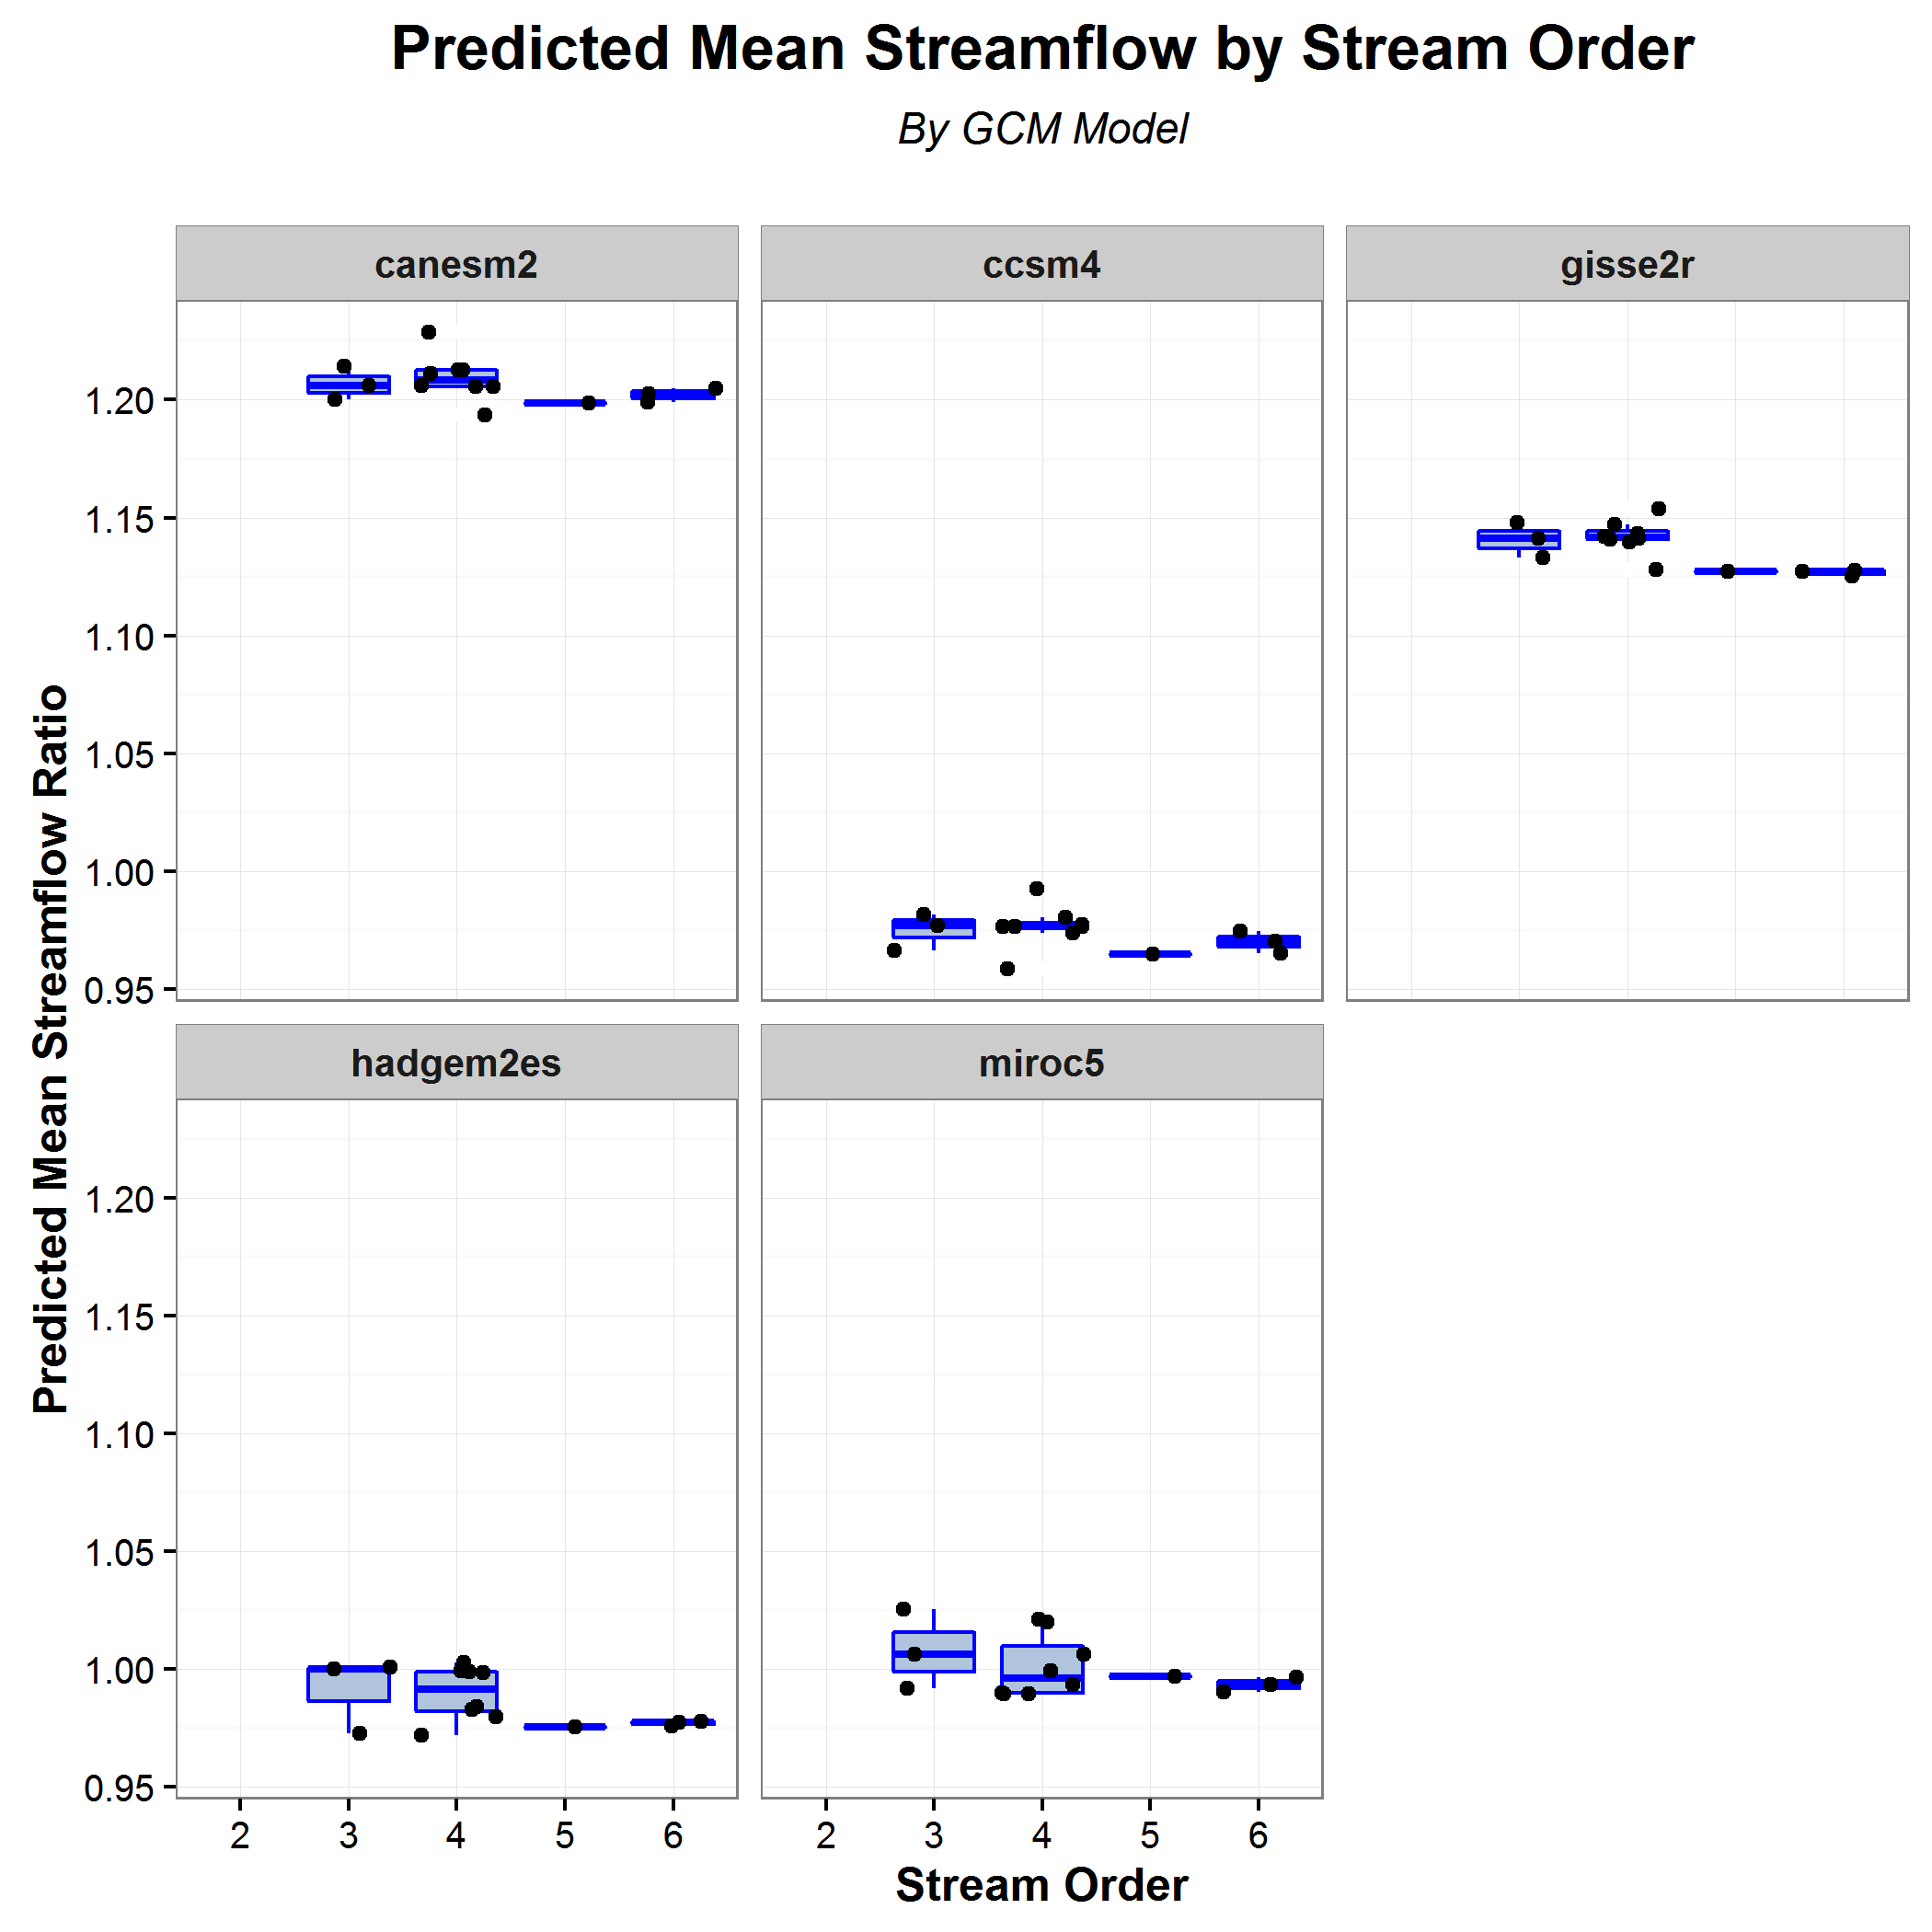 Predicted Mean Streamflow by Stream Order
By GCM Model
canesm2
ccsm4
gisse2r
Predicted Mean Streamflow Ratio
1.20
1.15
1.10
1.05
1.00
0.95
hadgem2es
miroc5
1.20
1.15
1.10
1.05
1.00
0.95
2 3 4 5 6
2 3 4 5 6
Stream Order